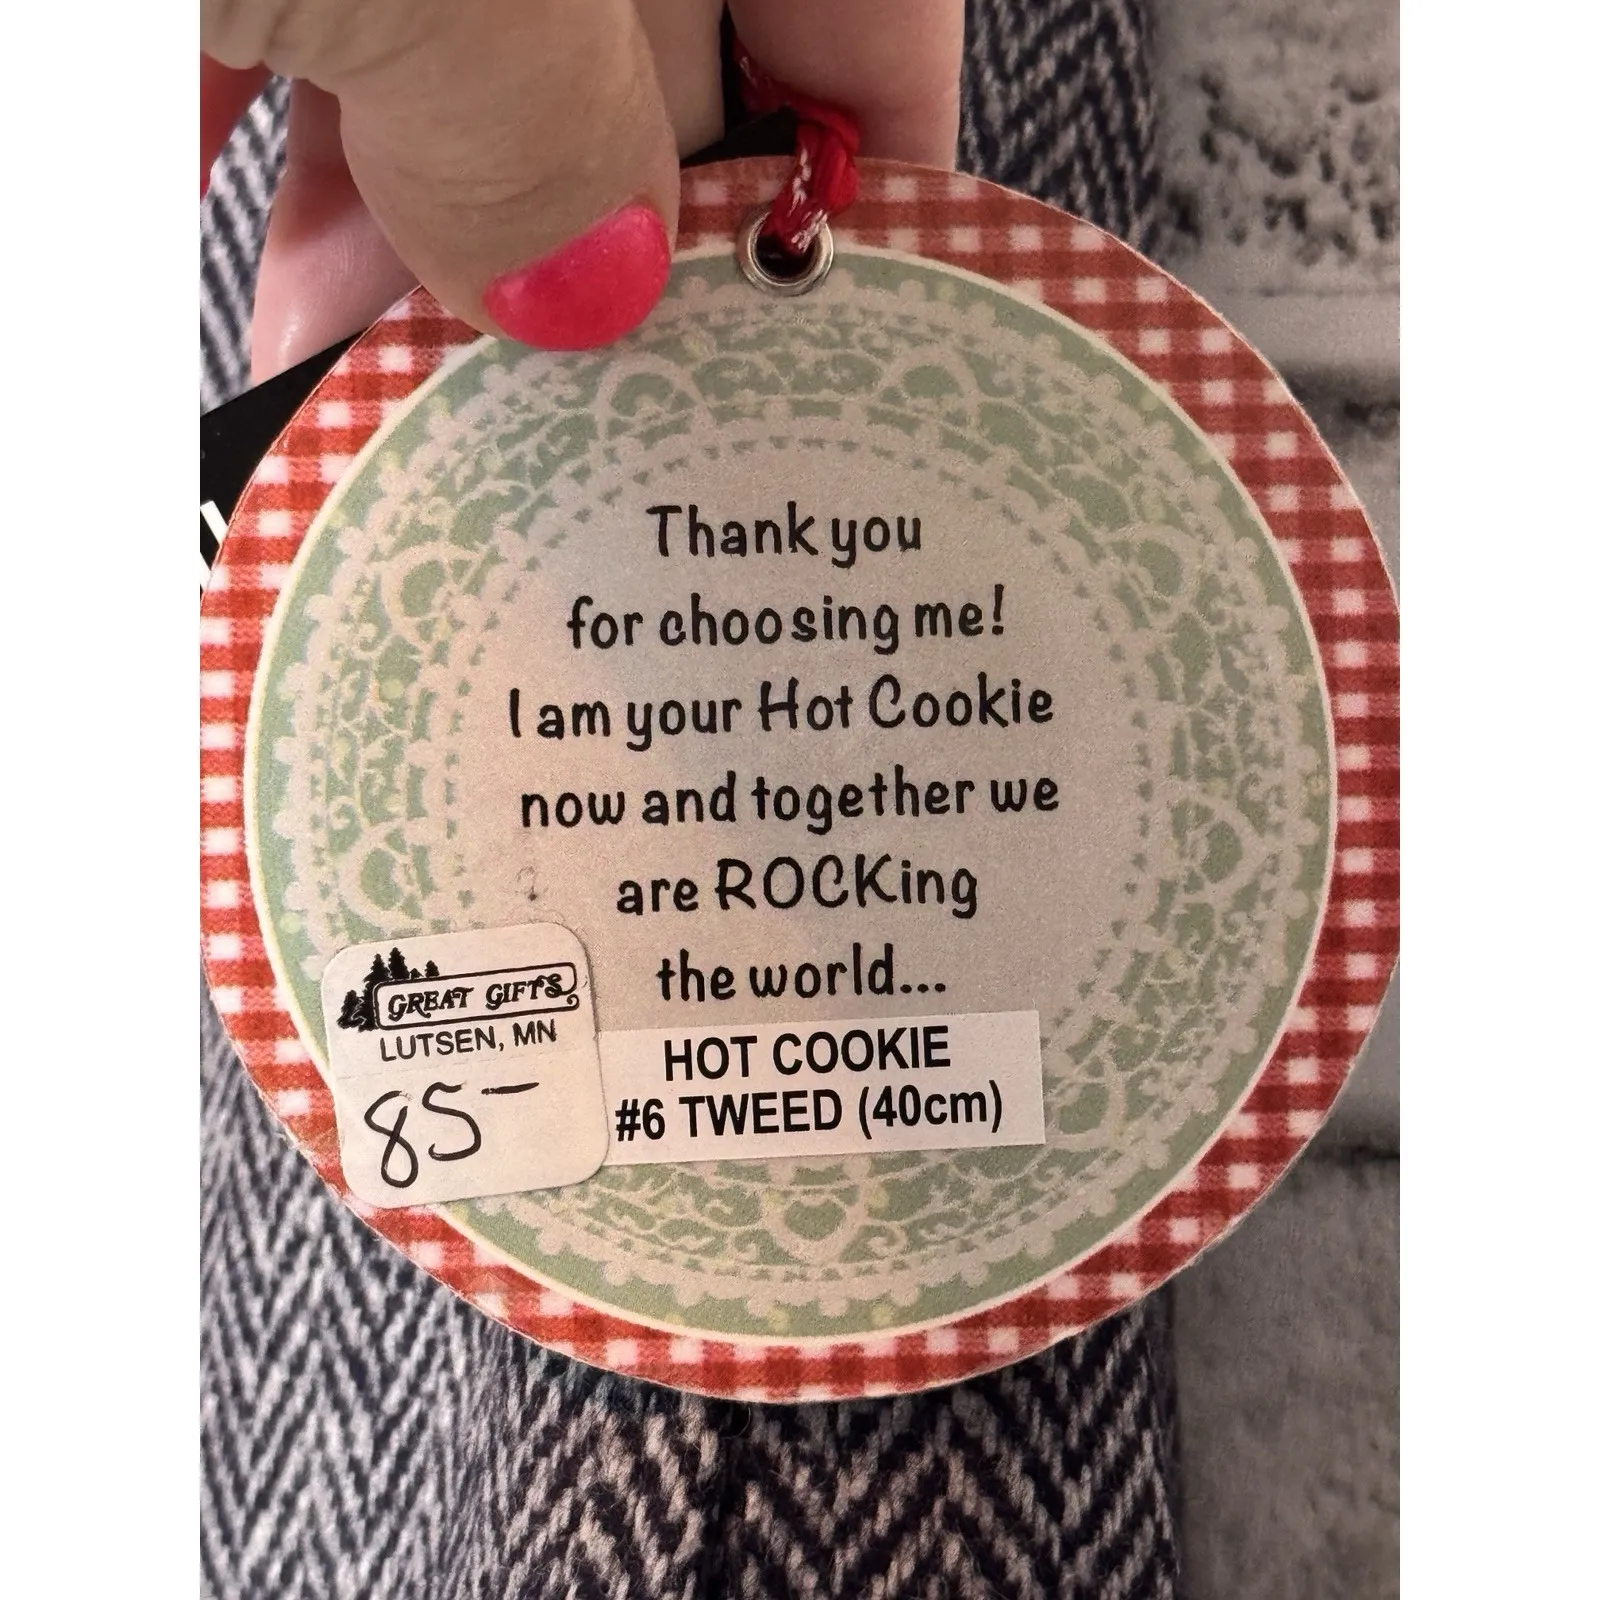 Thank you
for choosing me!
I am your Hot Cookie
now and together we
are ROCKing
the world...
GREAT GIFTS
LUTSEN, MN
85-
HOT COOKIE
#6 TWEED (40cm)